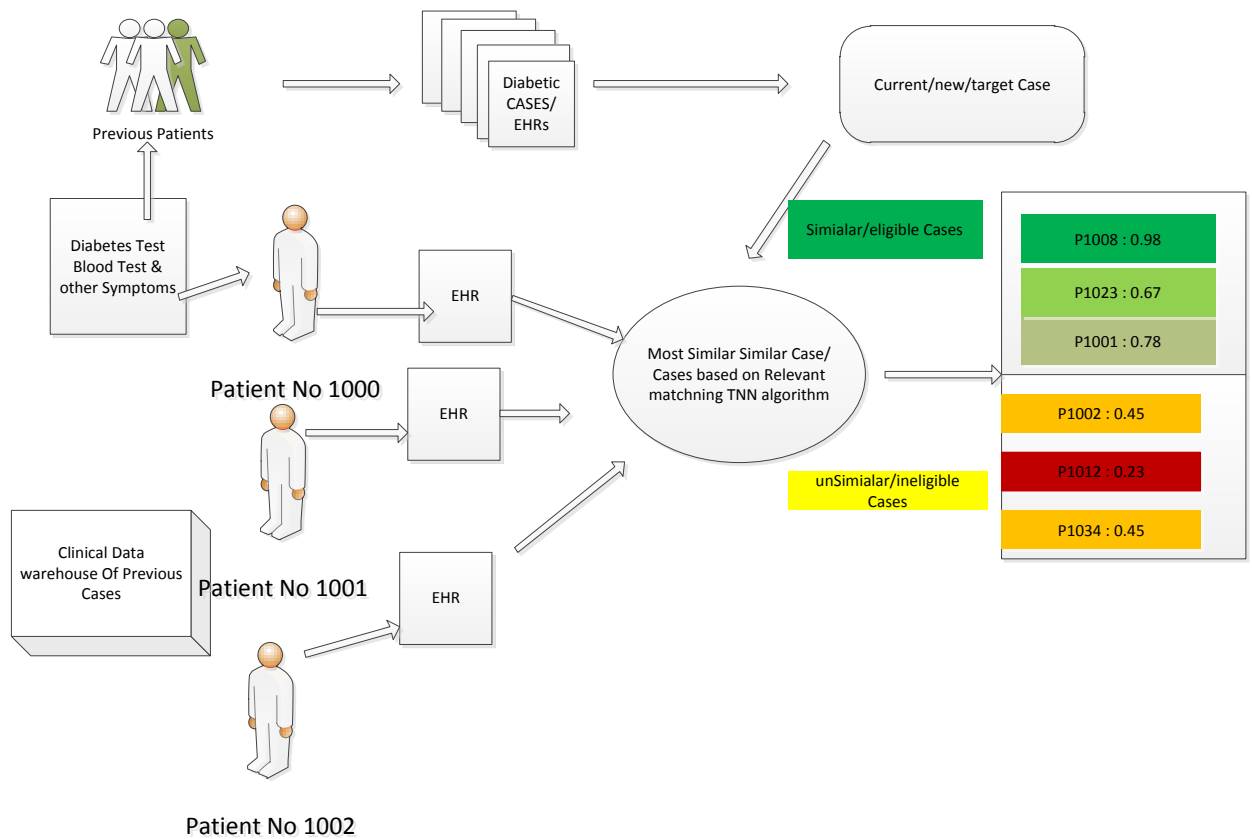 Previous Patients
Diabetic
CASES/
EHRs
Current/new/target Case
Diabetes Test
Blood Test &
other Symptoms
EHR
Patient No 1000
EHR
Patient No 1001
Clinical Data
warehouse Of Previous
Cases
EHR
Patient No 1002
Most Similar Similar Case/
Cases based on Relevant
matchning TNN algorithm
Simialar/eligible Cases
P1008 : 0.98
P1023 : 0.67
P1001 : 0.78
unSimialar/ineligible
Cases
P1002 : 0.45
P1012 : 0.23
P1034 : 0.45